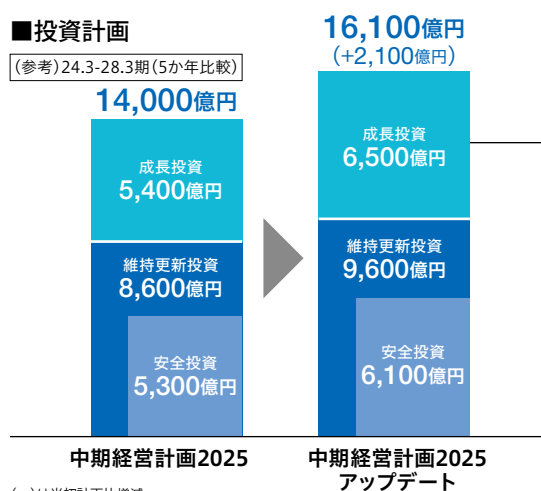 ■投資計画
(参考)24.3-28.3期(5か年比較)
14,000億円
成長投資
5,400億円
維持更新投資
8,600億円
安全投資
5,300億円
中期経営計画2025
16,100億円
(+2,100億円)
成長投資
6,500億円
維持更新投資
9,600億円
安全投資
6,100億円
中期経営計画2025
アップデート